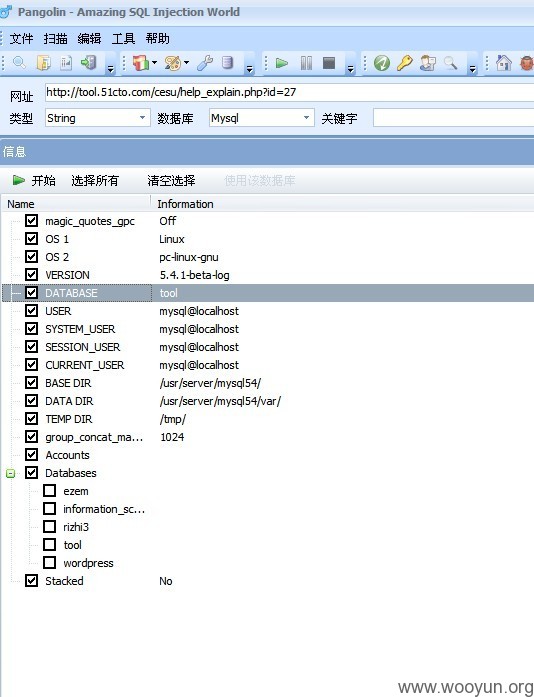 Pangolin - Amazing SQL Injection World
文件 扫描 编辑 工具 帮助
网址 http://tool.51cto.com/cesu/help_explain.php?id=27
类型 String 数据库 Mysql 关键字
信息
开始 选择所有 清空选择 使用该数据库
Name Information
magic_quotes_gpc Off
OS 1 Linux
OS 2 pc-linux-gnu
VERSION 5.4.1-beta-log
DATABASE tool
USER mysql@localhost
SYSTEM_USER mysql@localhost
SESSION_USER mysql@localhost
CURRENT_USER mysql@localhost
BASE DIR /usr/server/mysql54/
DATA DIR /usr/server/mysql54/var/
TEMP DIR /tmp/
group_concat_ma... 1024
Accounts
Databases
ezem
information_sc...
rizhi3
tool
wordpress
Stacked No
www.wooyun.org